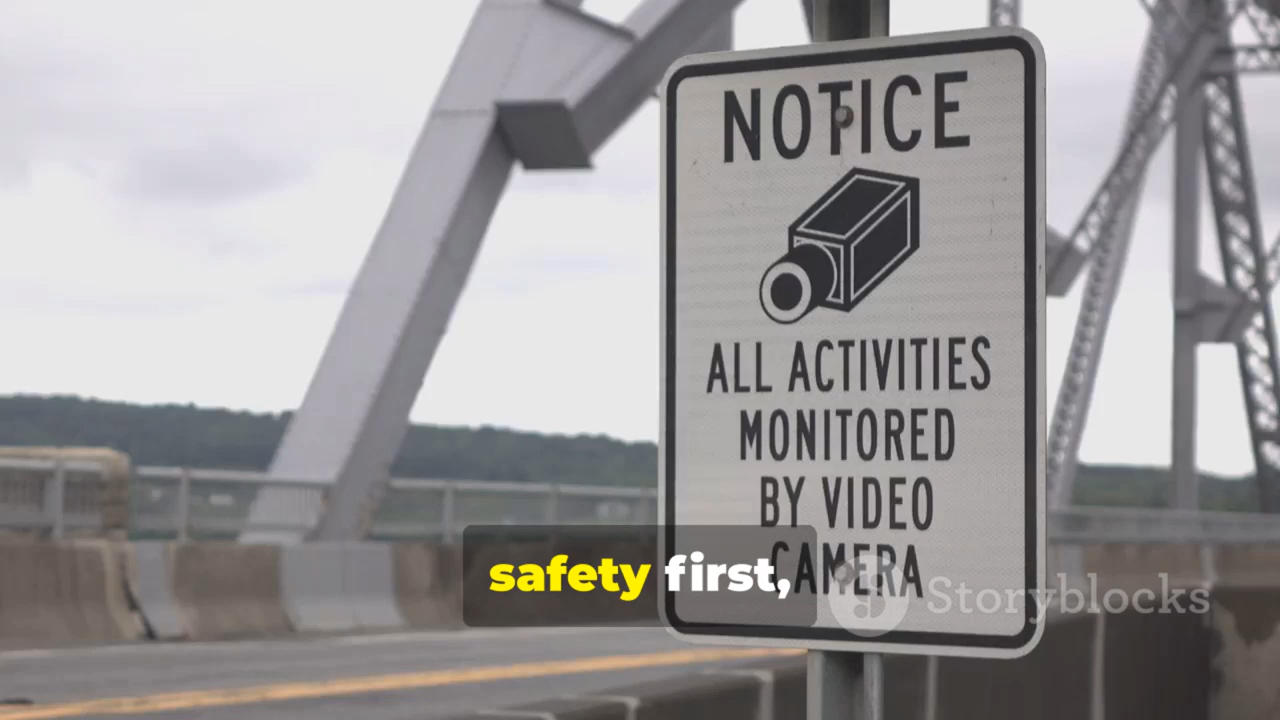 NOTICE
ALL ACTIVITIES
MONITORED
BY VIDEO
CAMERA
safety first,
Storyblocks